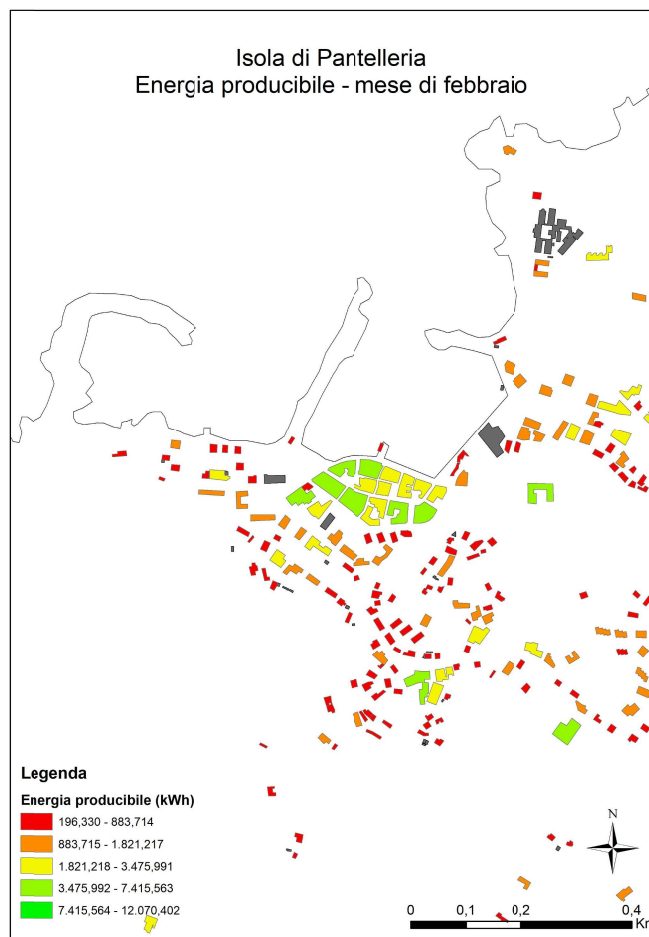 Isola di Pantelleria
Energia producibile - mese di febbraio
Legenda
Energia producibile (kWh)
196,330 - 883,714
883,715 - 1.821,217
1.821,218 - 3.475,991
3.475,992 - 7.415,563
7.415,564 - 12.070,402
N
0 0,1 0,2 0,4
Km